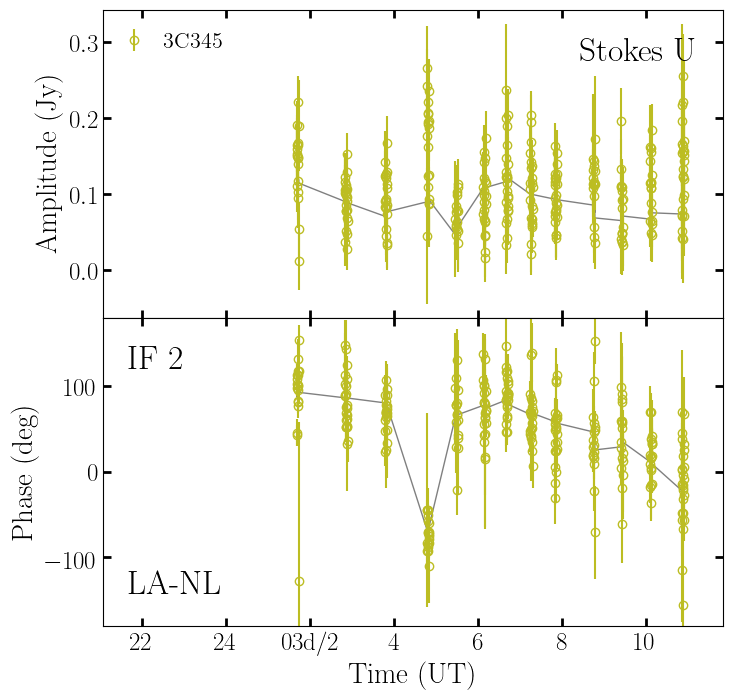 3C345
Stokes U
0.3
0.2
0.1
0.0
Amplitude (Jy)
IF 2
100
0
−100
Phase (deg)
LA-NL
22 24 03d/2 4 6 8 10
Time (UT)